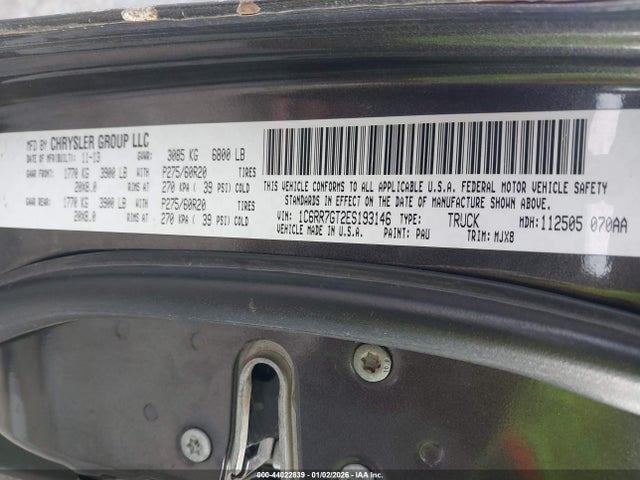 MFD BY CHRYSLER GROUP LLC
DATE OF MFR(BUILT): 11-13 GVWR: 3085 KG 6800 LB
GAWR FRONT: 1770 KG 3900 LB WITH P275/60R20 TIRES
20X8.0 RIMS AT 270 KPA ( 39 PSI) COLD
GAWR REAR: 1770 KG 3900 LB WITH P275/60R20 TIRES
20X8.0 RIMS AT 270 KPA ( 39 PSI) COLD
THIS VEHICLE CONFORMS TO ALL APPLICABLE U.S.A. FEDERAL MOTOR VEHICLE SAFETY
STANDARDS IN EFFECT ON THE DATE OF MANUFACTURE SHOWN ABOVE.
VIN: 1C6RR7GT2ES193146 TYPE: TRUCK MDH: 112505 070AA
VEHICLE MADE IN U.S.A. PAINT: PAU TRIM: MJX8
000-44022839 - 01/02/2026 - COPART